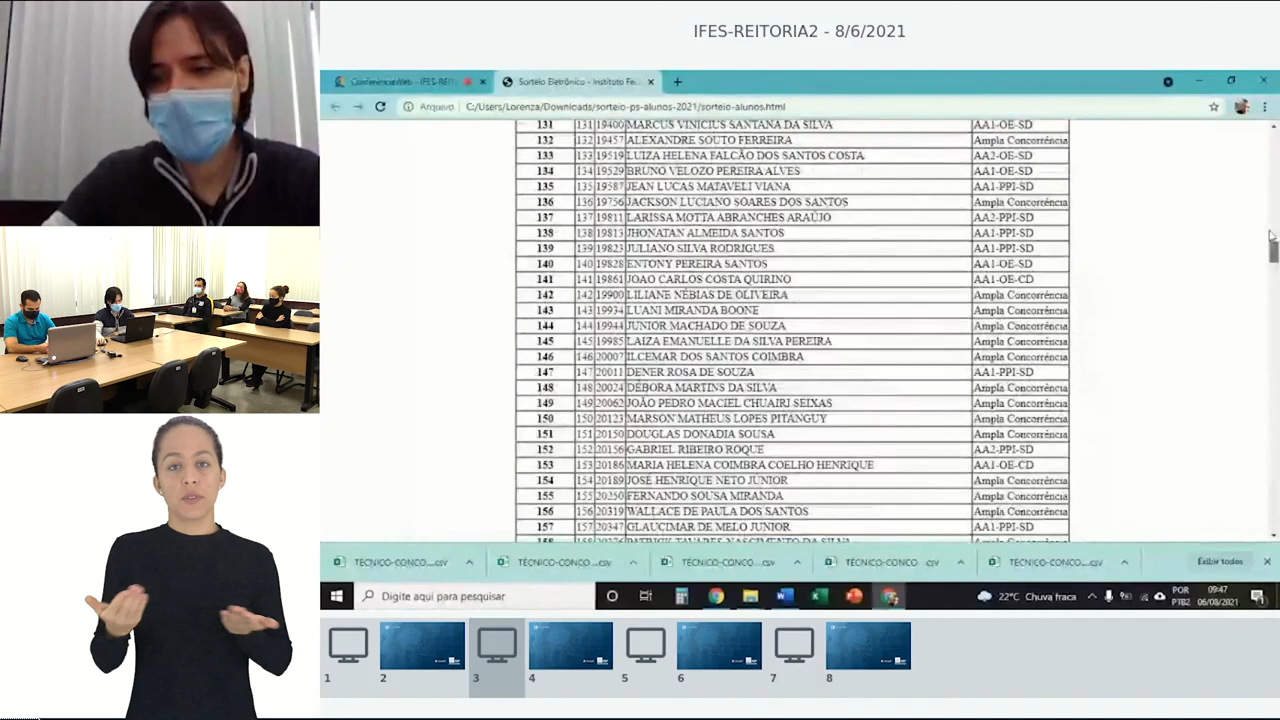 IFES-REITORIA2 - 8/6/2021
ConferênciaWeb - IFES-REI
Sorteio Eletrônico - Instituto Fe...
Arquivo | C:/Users/Lorenza/Downloads/sorteio-ps-alunos-2021/sorteio-alunos.html
131 131 19400 MARCUS VINICIUS SANTANA DA SILVA AA1-OE-SD
132 132 19457 ALEXANDRE SOUTO FERREIRA Ampla Concorrência
133 133 19519 LUIZA HELENA FALCÃO DOS SANTOS COSTA AA2-OE-SD
134 134 19529 BRUNO VELOZO PEREIRA ALVES AA1-OE-SD
135 135 19587 JEAN LUCAS MATAVELI VIANA AA1-PPI-SD
136 136 19756 JACKSON LUCIANO SOARES DOS SANTOS Ampla Concorrência
137 137 19811 LARISSA MOTTA ABRANCHES ARAÚJO AA2-PPI-SD
138 138 19813 JHONATAN ALMEIDA SANTOS AA1-PPI-SD
139 139 19823 JULIANO SILVA RODRIGUES AA1-PPI-SD
140 140 19828 ENTONY PEREIRA SANTOS AA1-OE-SD
141 141 19861 JOAO CARLOS COSTA QUIRINO AA1-OE-CD
142 142 19900 LILIANE NÉBIAS DE OLIVEIRA Ampla Concorrência
143 143 19934 LUANI MIRANDA BOONE Ampla Concorrência
144 144 19944 JUNIOR MACHADO DE SOUZA Ampla Concorrência
145 145 19985 LAIZA EMANUELLE DA SILVA PEREIRA Ampla Concorrência
146 146 20007 ILCEMAR DOS SANTOS COIMBRA Ampla Concorrência
147 147 20011 DENER ROSA DE SOUZA AA1-PPI-SD
148 148 20024 DÉBORA MARTINS DA SILVA Ampla Concorrência
149 149 20062 JOÃO PEDRO MACIEL CHUAIRI SEIXAS Ampla Concorrência
150 150 20123 MARSON MATHEUS LOPES PITANGUY Ampla Concorrência
151 151 20150 DOUGLAS DONADIA SOUSA Ampla Concorrência
152 152 20156 GABRIEL RIBEIRO ROQUE AA2-PPI-SD
153 153 20186 MARIA HELENA COIMBRA COELHO HENRIQUE AA1-OE-CD
154 154 20189 JOSÉ HENRIQUE NETO JÚNIOR Ampla Concorrência
155 155 20250 FERNANDO SOUSA MIRANDA Ampla Concorrência
156 156 20319 WALLACE DE PAULA DOS SANTOS Ampla Concorrência
157 157 20347 GLAUCIMAR DE MELO JUNIOR AA1-PPI-SD
TÉCNICO-CONCO....csv TÉCNICO-CONCO....csv TÉCNICO-CONCO....csv TÉCNICO-CONCO....csv TÉCNICO-CONCO....csv Exibir todos
Digite aqui para pesquisar 22°C Chuva fraca POR 09:47
PTB2 06/08/2021
1 2 3 4 5 6 7 8